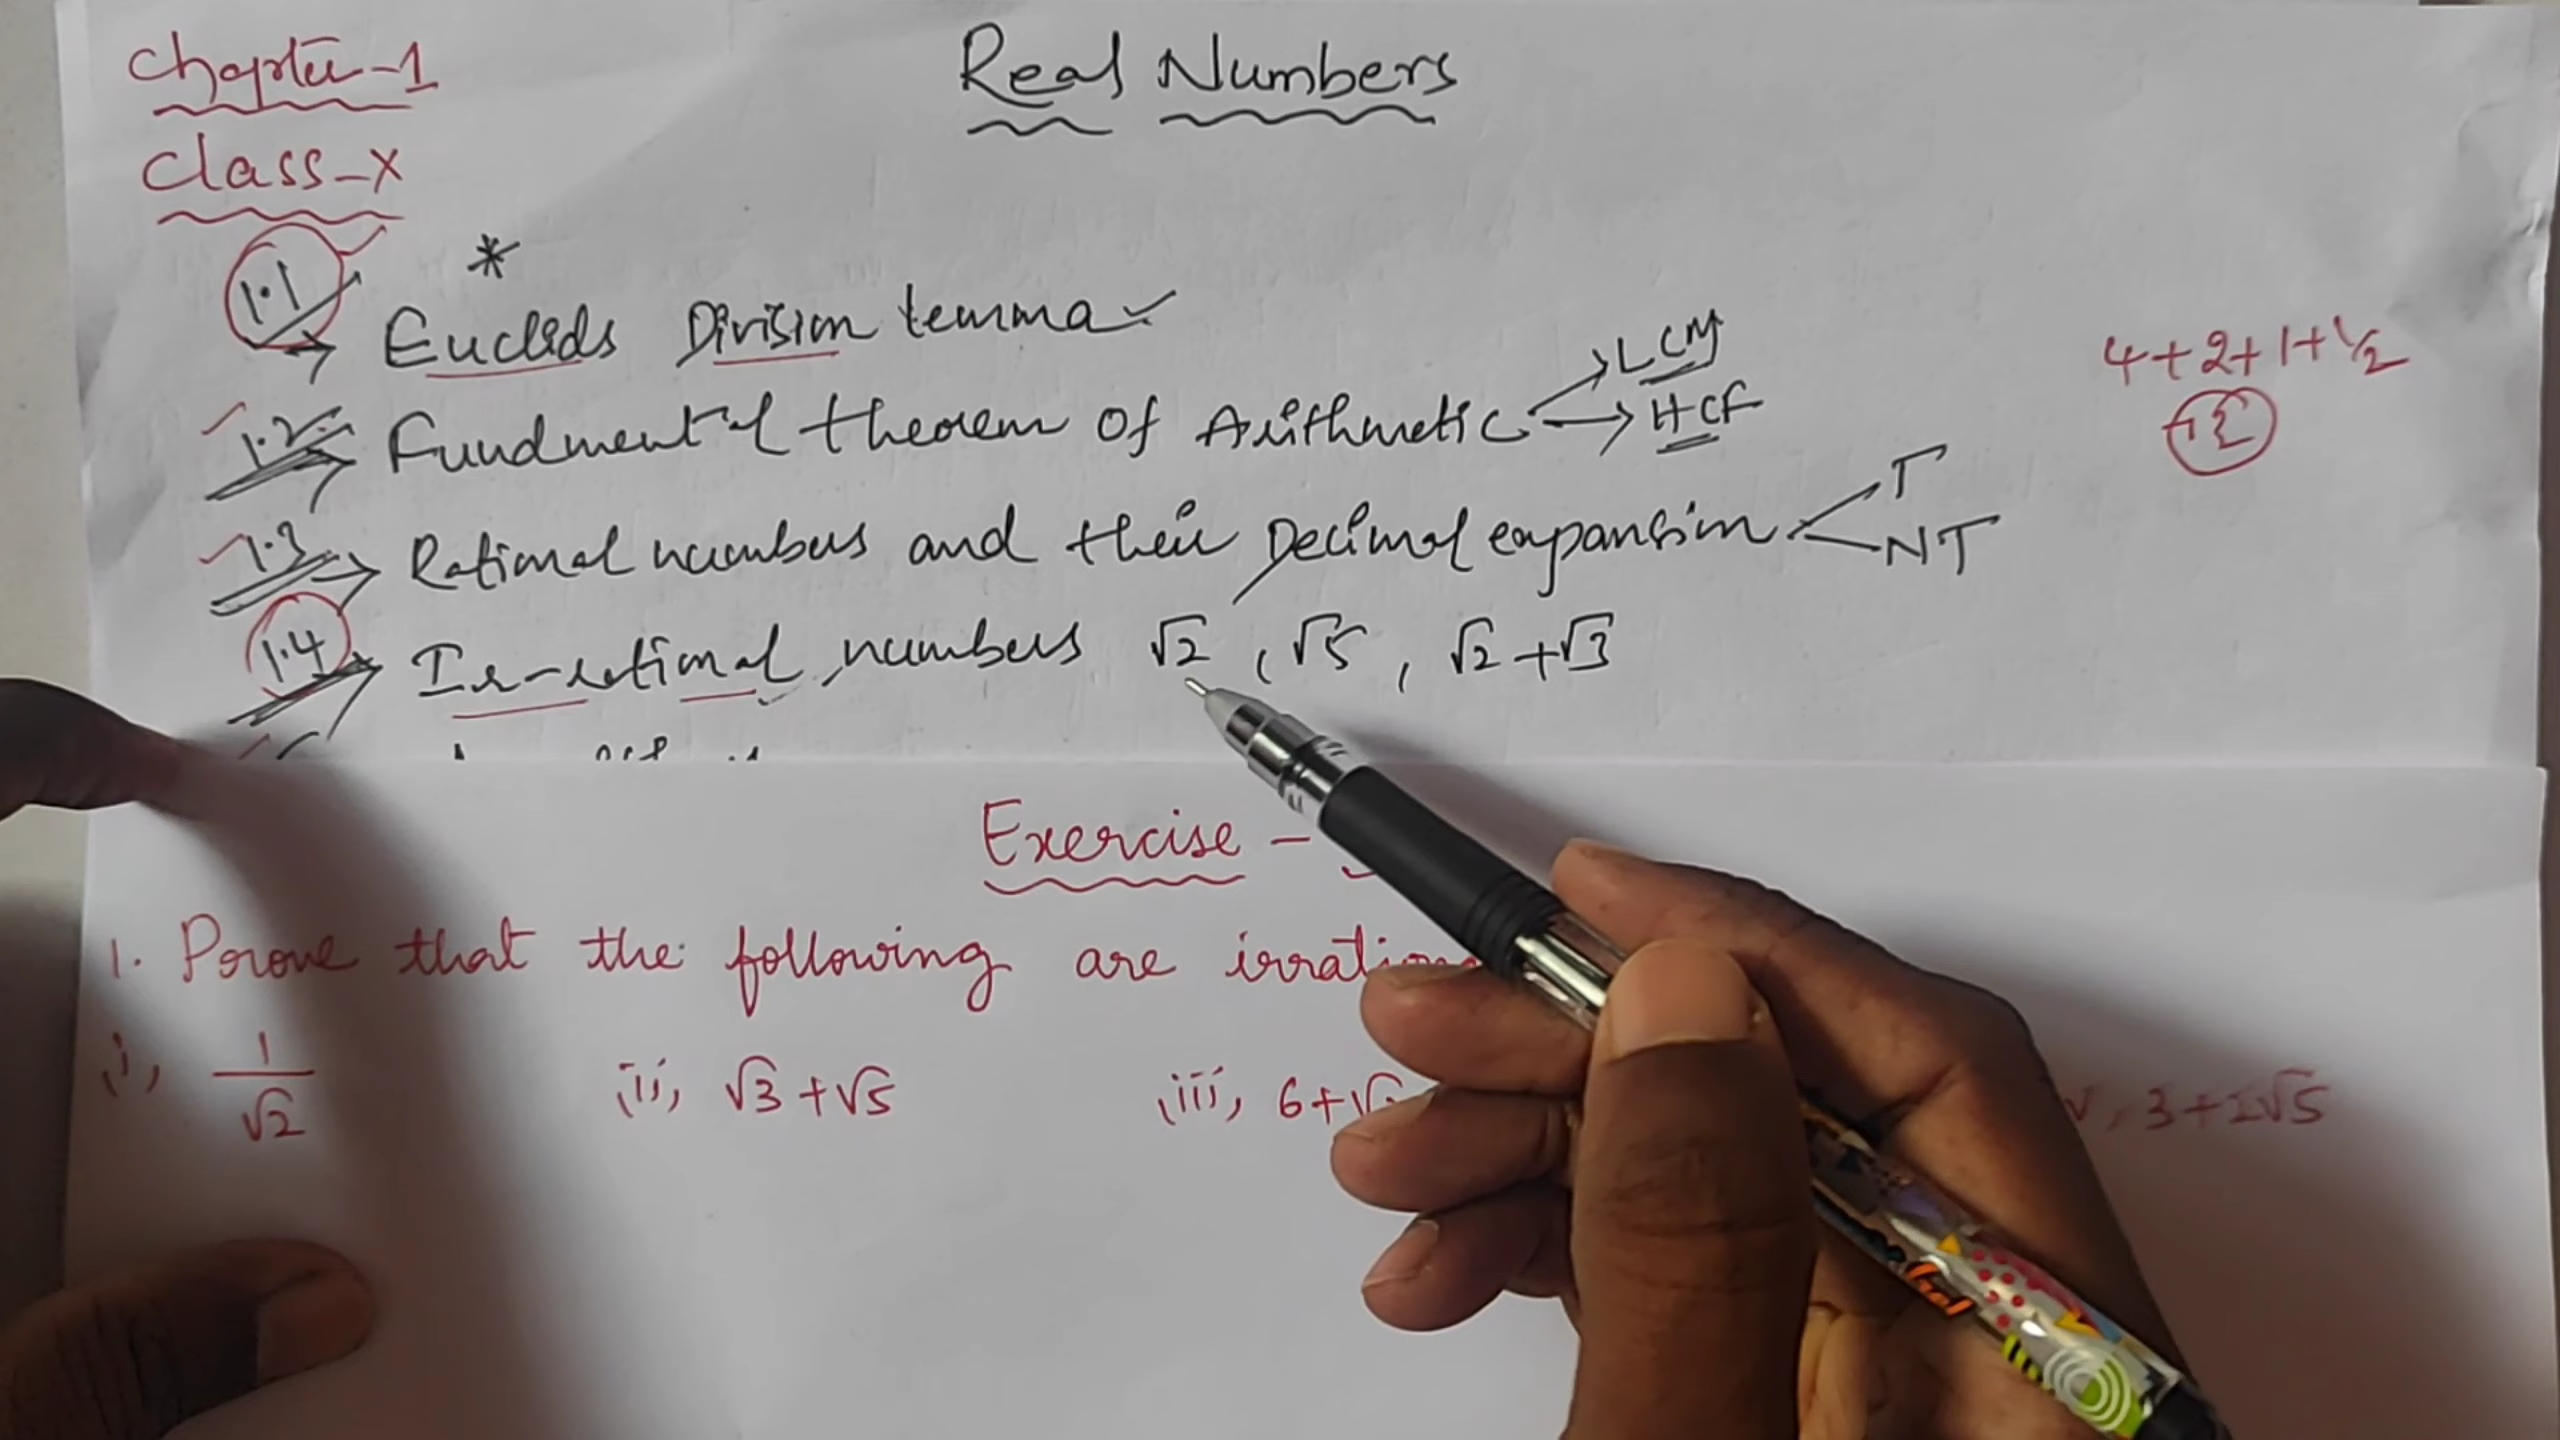 Chapter-1
Real Numbers
Class-X
*
1.1 → Euclids Division lemma
1.2 → Fundmental theorem of Arithmetic → LCM
→ HCF
4+2+1+1/2
1.3 → Rational numbers and their Decimal expansion T
NT
1.4 → Ir-rational numbers √2, √5, √2+√3
Exercise -
1. Prove that the following are irration
(i), 1/√2 (ii), √3+√5 (iii), 6+√ , 3+2√5